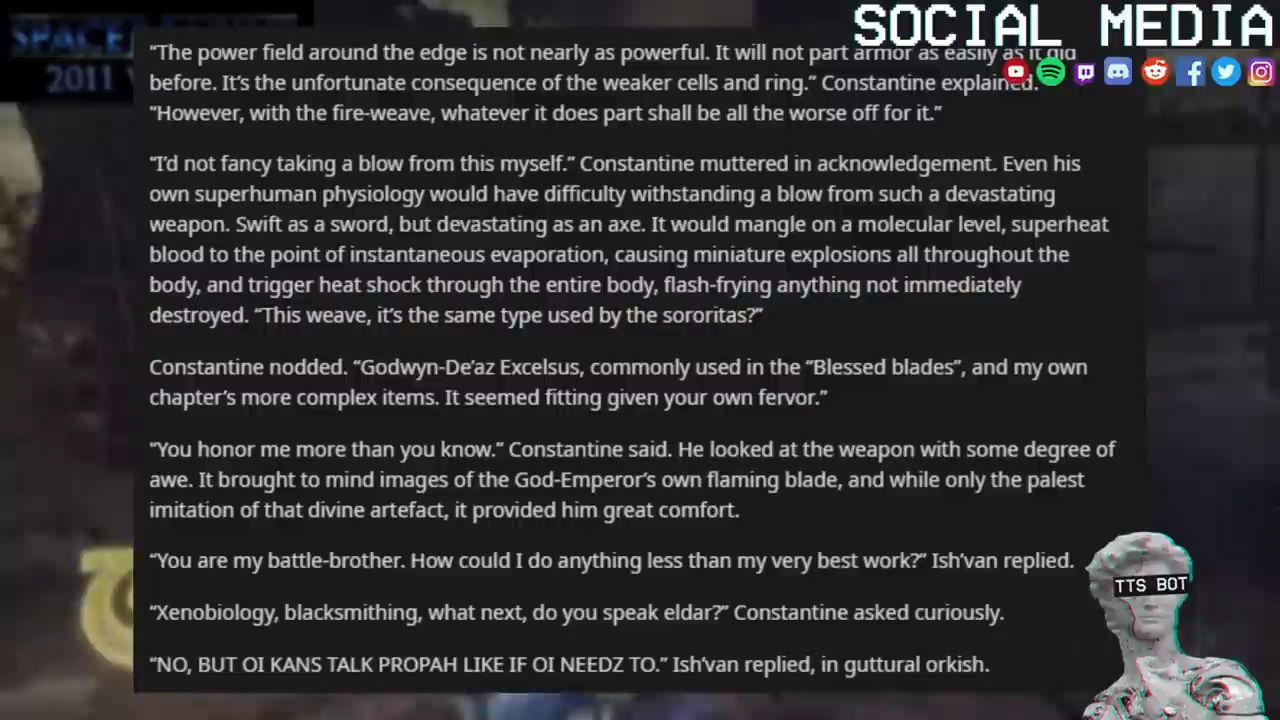 SOCIAL MEDIA
SPACE
2011
“The power field around the edge is not nearly as powerful. It will not part armor as easily as it did
before. It’s the unfortunate consequence of the weaker cells and ring.” Constantine explained.
“However, with the fire-weave, whatever it does part shall be all the worse off for it.”
“I’d not fancy taking a blow from this myself.” Constantine muttered in acknowledgement. Even his
own superhuman physiology would have difficulty withstanding a blow from such a devastating
weapon. Swift as a sword, but devastating as an axe. It would mangle on a molecular level, superheat
blood to the point of instantaneous evaporation, causing miniature explosions all throughout the
body, and trigger heat shock through the entire body, flash-frying anything not immediately
destroyed. “This weave, it’s the same type used by the sororitas?”
Constantine nodded. “Godwyn-De’az Excelsus, commonly used in the “Blessed blades”, and my own
chapter’s more complex items. It seemed fitting given your own fervor.”
“You honor me more than you know.” Constantine said. He looked at the weapon with some degree of
awe. It brought to mind images of the God-Emperor’s own flaming blade, and while only the palest
imitation of that divine artefact, it provided him great comfort.
“You are my battle-brother. How could I do anything less than my very best work?” Ish’van replied.
“Xenobiology, blacksmithing, what next, do you speak eldar?” Constantine asked curiously.
“NO, BUT OI KANS TALK PROPAH LIKE IF OI NEEDZ TO.” Ish’van replied, in guttural orkish.
TTS BOT